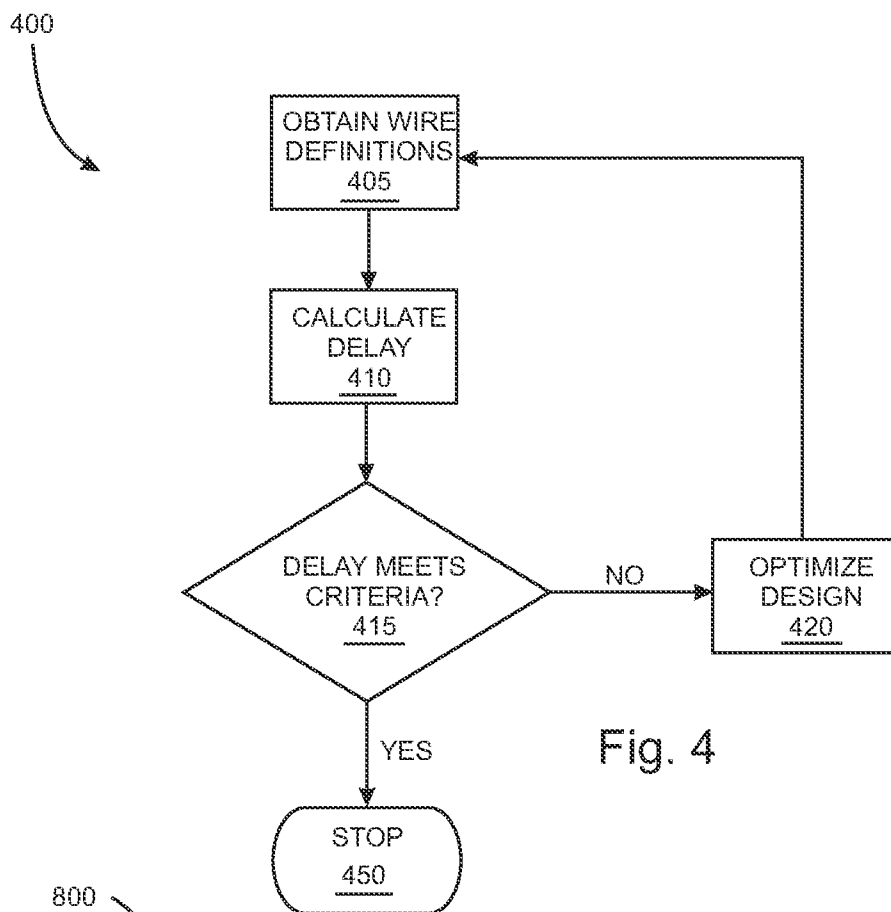 400
OBTAIN WIRE
DEFINITIONS
405
CALCULATE
DELAY
410
DELAY MEETS
CRITERIA?
415
NO
OPTIMIZE
DESIGN
420
YES
Fig. 4
STOP
450
800